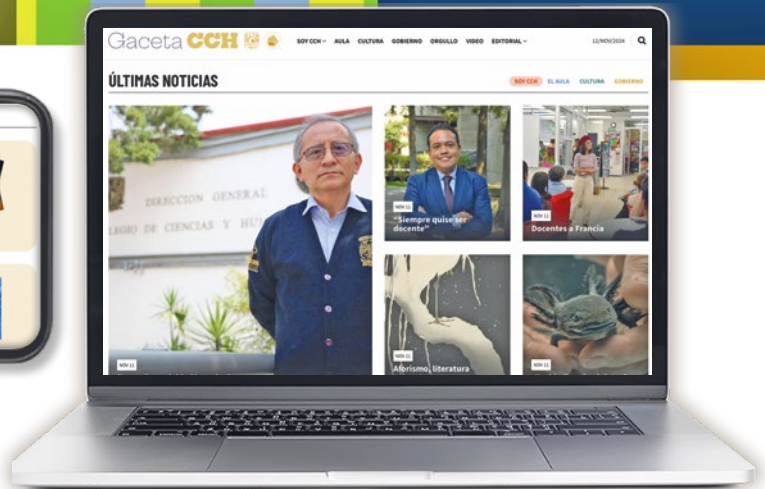 Gaceta CCH
SOY CCH AULA CULTURA GOBIERNO ORGULLO VIDEO EDITORIAL
12/NOV/2024
ÚLTIMAS NOTICIAS
SOY CCH EL AULA CULTURA GOBIERNO
DIRECCION GENERAL
EGIO DE CIENCIAS Y HU
NOV 11
"Siempre quise ser
docente"
NOV 11
Docentes a Francia
NOV 11
NOV 11
Aforismo, literatura
NOV 11